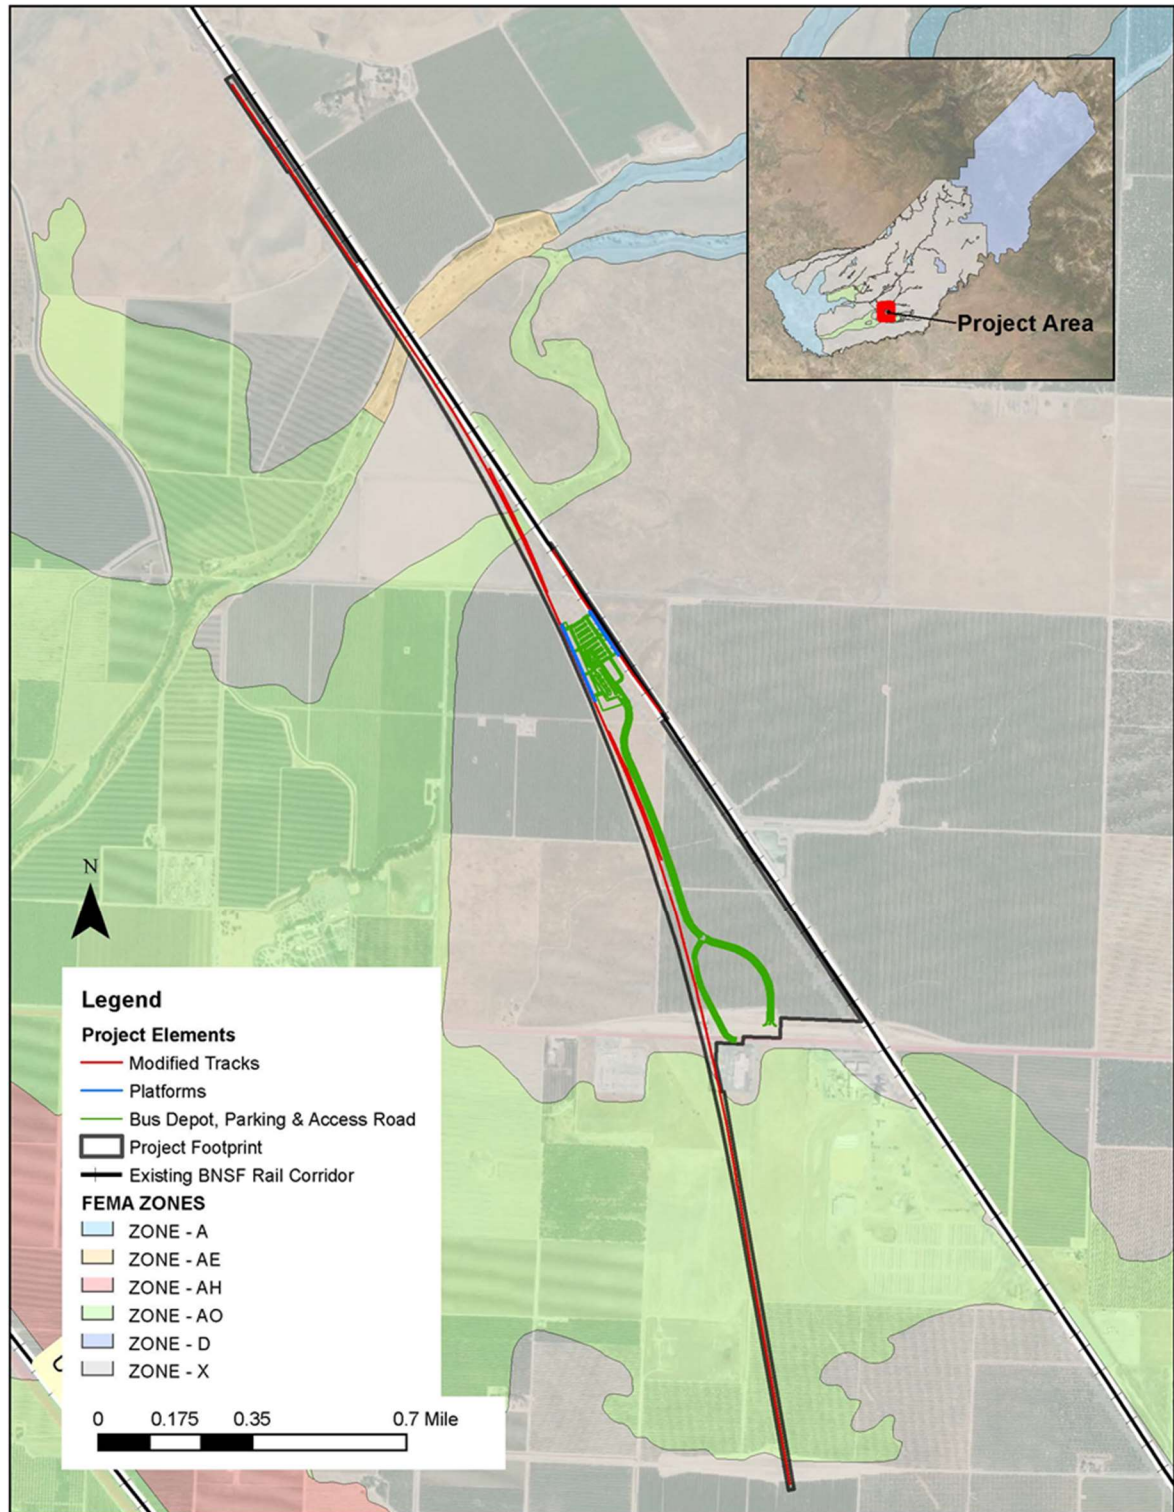 Project Area
N
Legend
Project Elements
Modified Tracks
Platforms
Bus Depot, Parking & Access Road
Project Footprint
Existing BNSF Rail Corridor
FEMA ZONES
ZONE - A
ZONE - AE
ZONE - AH
ZONE - AO
ZONE - D
ZONE - X
0 0.175 0.35 0.7 Mile